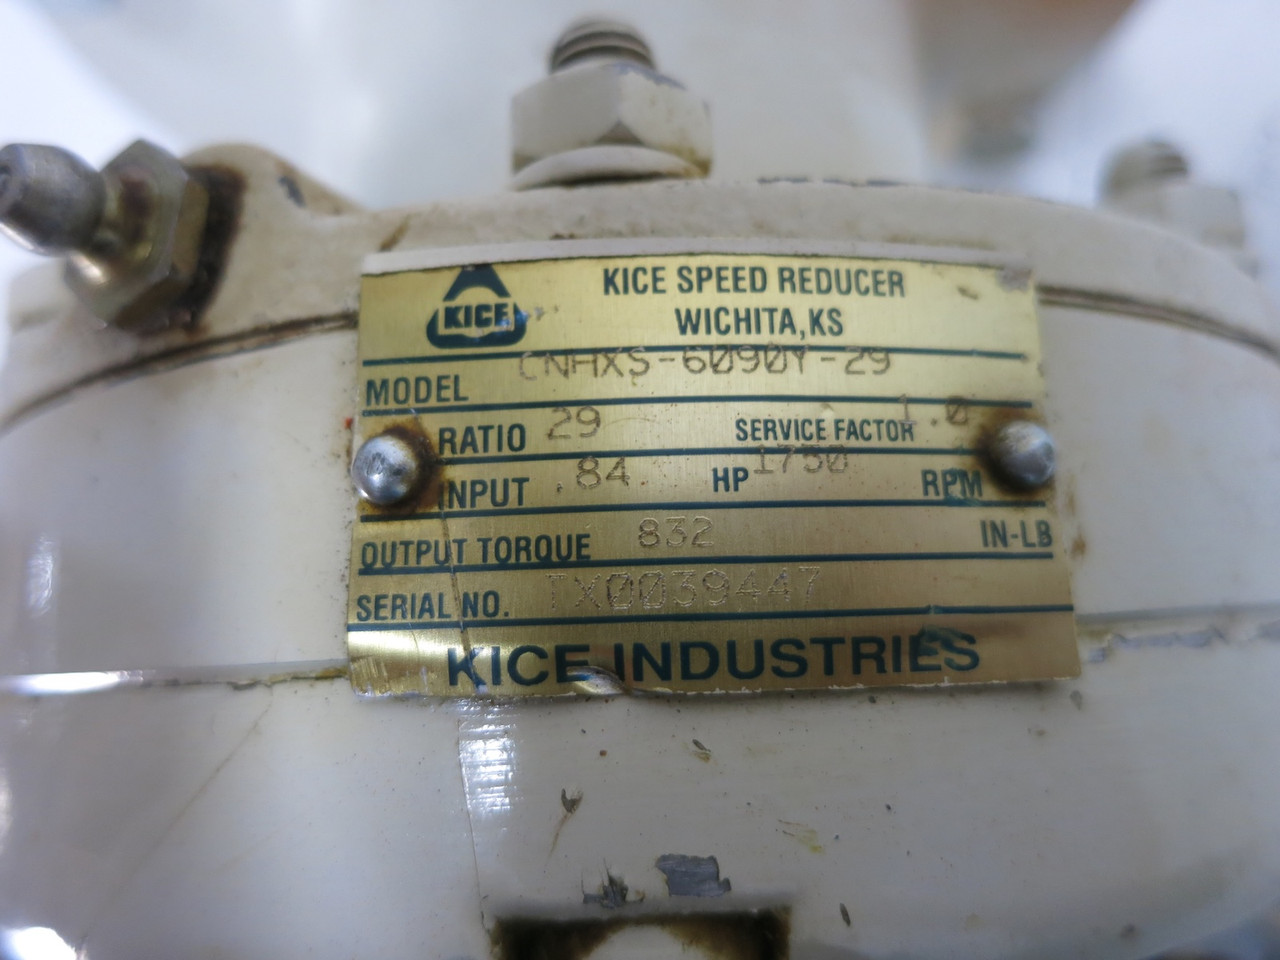 KICE
KICE SPEED REDUCER
WICHITA, KS
MODEL CNHXS-6090Y-29
RATIO 29 SERVICE FACTOR 1.0
INPUT .84 HP 1750 RPM
OUTPUT TORQUE 832 IN-LB
SERIAL NO. TX0039447
KICE INDUSTRIES